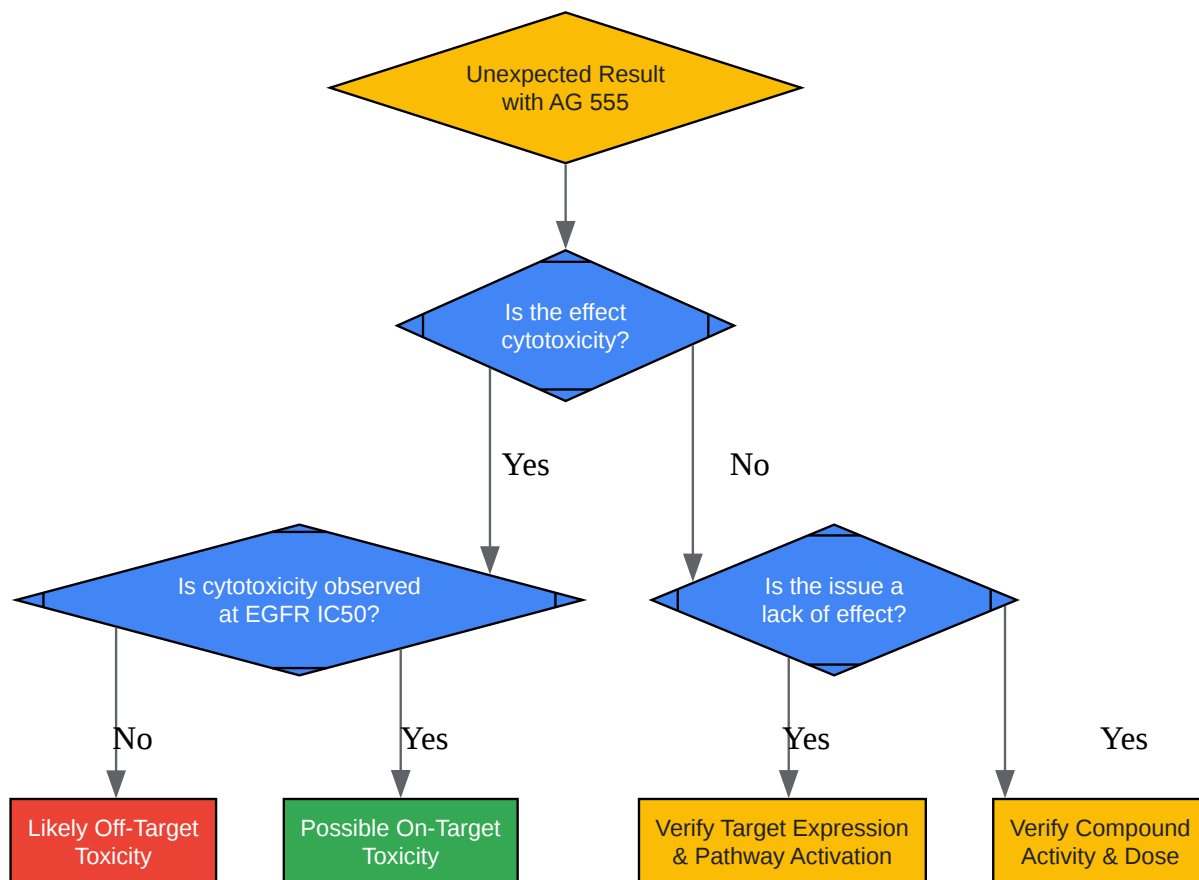 Unexpected Result
with AG 555
Is the effect
cytotoxicity?
Yes
No
Is cytotoxicity observed
at EGFR IC50?
Is the issue a
lack of effect?
No
Yes
Yes
Yes
Likely Off-Target
Toxicity
Possible On-Target
Toxicity
Verify Target Expression
& Pathway Activation
Verify Compound
Activity & Dose